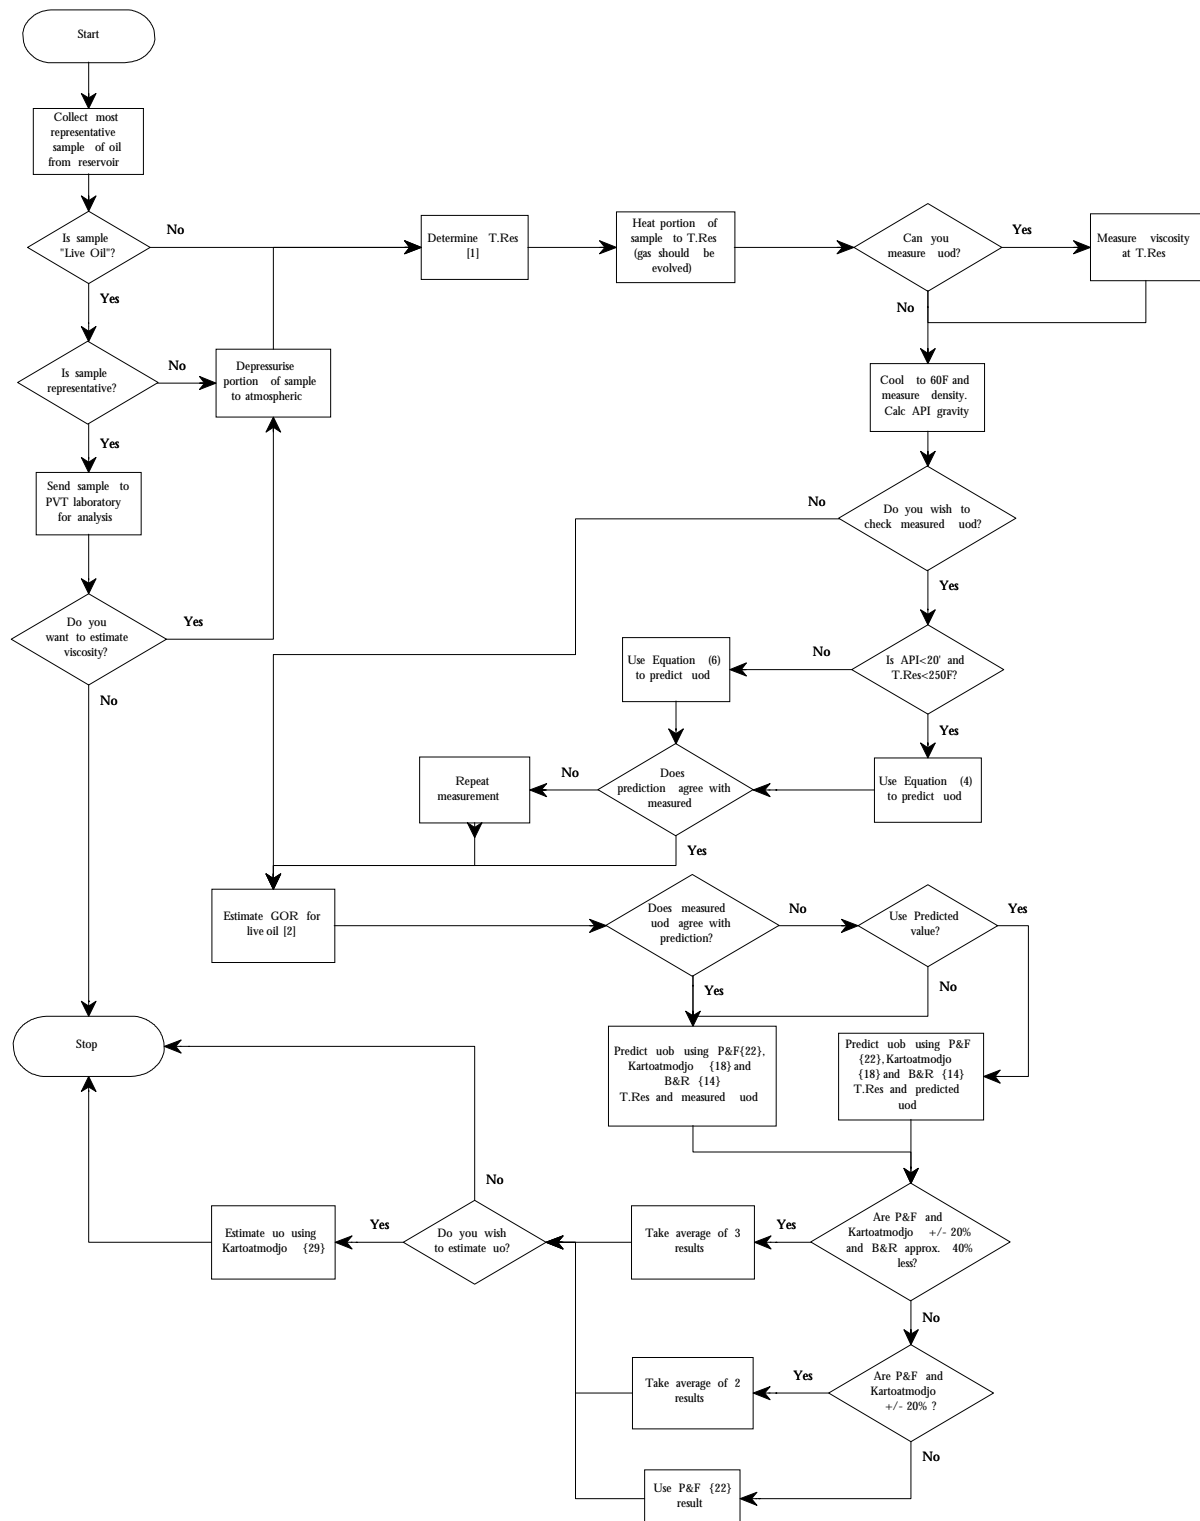 Start
Collect most
representative
sample of oil
from reservoir
Is sample
"Live Oil"?
No
Yes
Determine T.Res
[1]
Heat portion of
sample to T.Res
(gas should be
evolved)
Can you
measure uod?
Yes
No
Measure viscosity
at T.Res
Is sample
representative?
No
Yes
Depressurise
portion of sample
to atmospheric
Cool to 60F and
measure density.
Calc API gravity
Send sample to
PVT laboratory
for analysis
Do you wish to
check measured uod?
No
Yes
Do you
want to estimate
viscosity?
Yes
No
Is API<20' and
T.Res<250F?
No
Yes
Use Equation (6)
to predict uod
Use Equation (4)
to predict uod
Does
prediction agree with
measured
No
Yes
Repeat
measurement
Estimate GOR for
live oil [2]
Does measured
uod agree with
prediction?
No
Yes
Use Predicted
value?
Yes
No
Stop
Predict uob using P&F{22},
Kartoatmodjo {18} and
B&R {14}
T.Res and measured uod
Predict uob using P&F
{22}, Kartoatmodjo
{18} and B&R {14}
T.Res and predicted
uod
Are P&F and
Kartoatmodjo +/- 20%
and B&R approx. 40%
less?
Yes
No
Take average of 3
results
Do you wish
to estimate uo?
No
Yes
Estimate uo using
Kartoatmodjo {29}
Are P&F and
Kartoatmodjo
+/- 20% ?
Yes
No
Take average of 2
results
Use P&F {22}
result